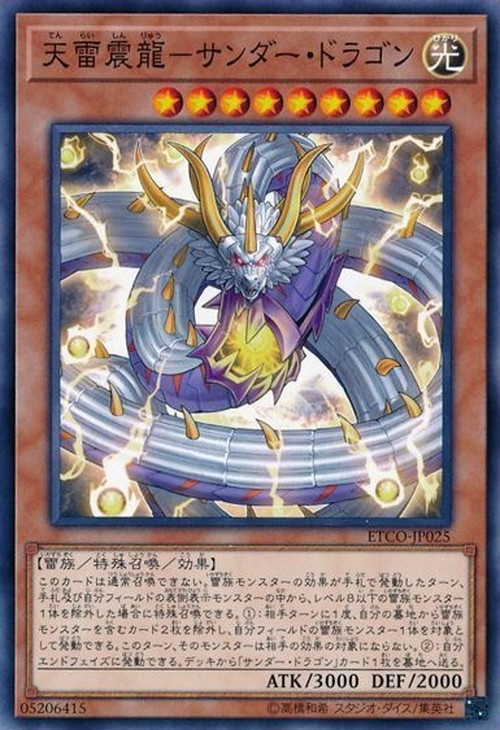 天雷震龍－サンダー・ドラゴン 光
ETCO-JP025
【雷族／特殊召喚／効果】
このカードは通常召喚できない。雷族モンスターの効果が手札で発動したターン、
手札及び自分フィールドの表側表示モンスターの中から、レベル8以下の雷族モンスター
1体を除外した場合に特殊召喚できる。①：相手ターンに1度、自分の墓地から雷族
モンスターを含むカード2枚を除外し、自分フィールドの雷族モンスター1体を対象と
して発動できる。このターン、そのモンスターは相手の効果の対象にならない。②：自分
エンドフェイズに発動できる。デッキから「サンダー・ドラゴン」カード1枚を墓地へ送る。
ATK/3000 DEF/2000
05206415 ©高橋和希 スタジオ・ダイス/集英社